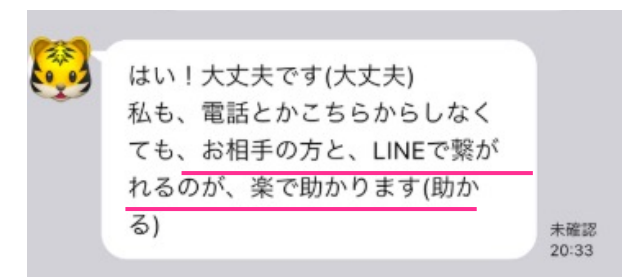 はい！大丈夫です(大丈夫)
私も、電話とかこちらからしなく
ても、お相手の方と、LINEで繋が
れるのが、楽で助かります(助か
る)
未確認
20:33